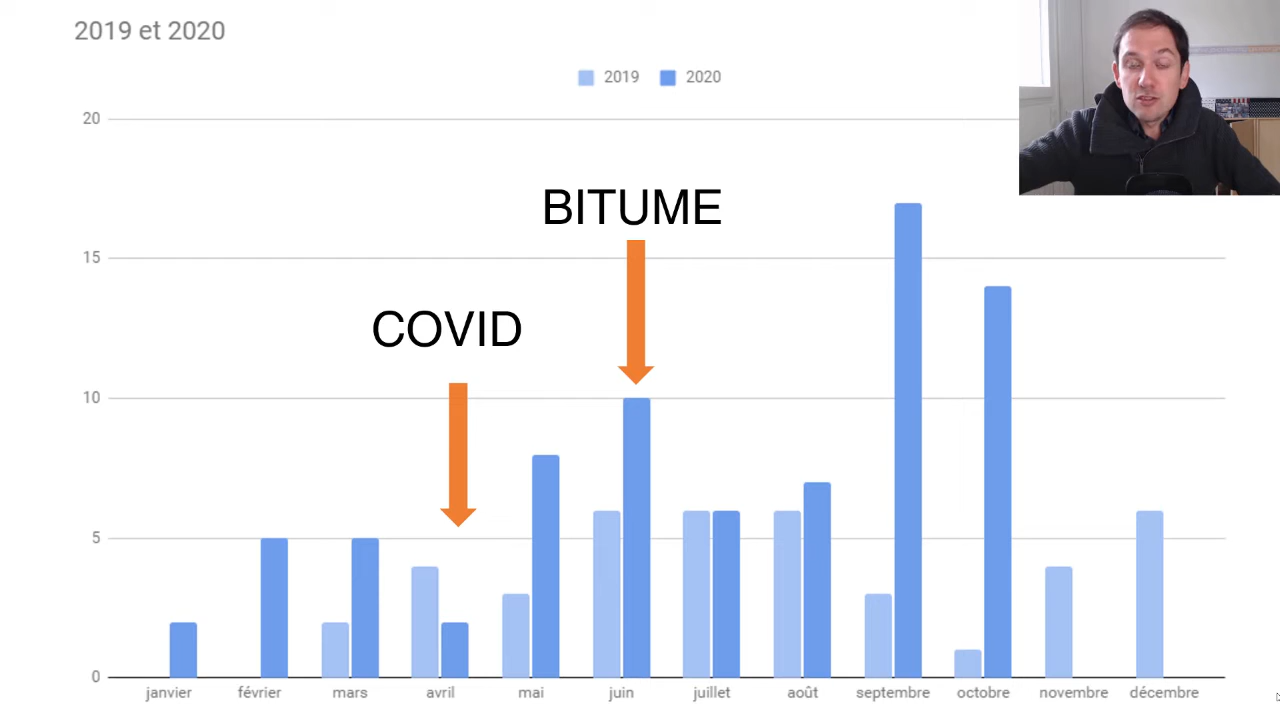 2019 et 2020
2019 2020
20
BITUME
15
COVID
10
5
0
janvier février mars avril mai juin juillet août septembre octobre novembre décembre